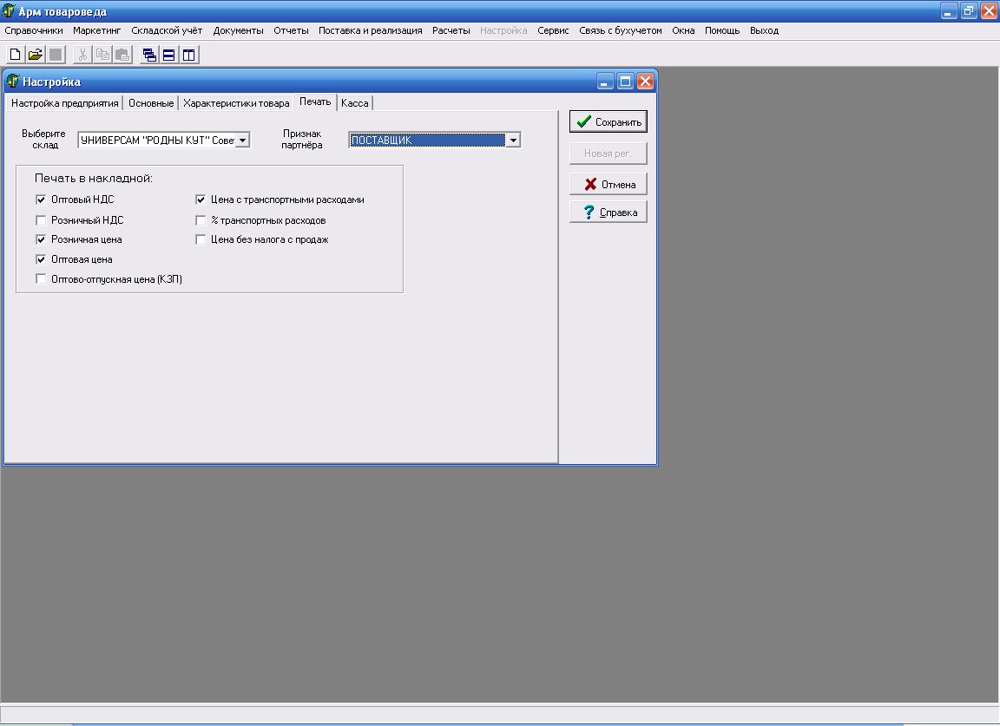 Арм товароведа
Справочники Маркетинг Складской учёт Документы Отчеты Поставка и реализация Расчеты Настройка Сервис Связь с бухучетом Окна Помощь Выход
Настройка
Настройка предприятия Основные Характеристики товара Печать Касса
Выберите склад УНИВЕРСАМ "РОДНЫ КУТ" Сове
Признак партнёра ПОСТАВЩИК
Печать в накладной:
Оптовый НДС
Розничный НДС
Розничная цена
Оптовая цена
Оптово-отпускная цена (КЗП)
Цена с транспортными расходами
% транспортных расходов
Цена без налога с продаж
Сохранить
Новая рег.
Отмена
Справка